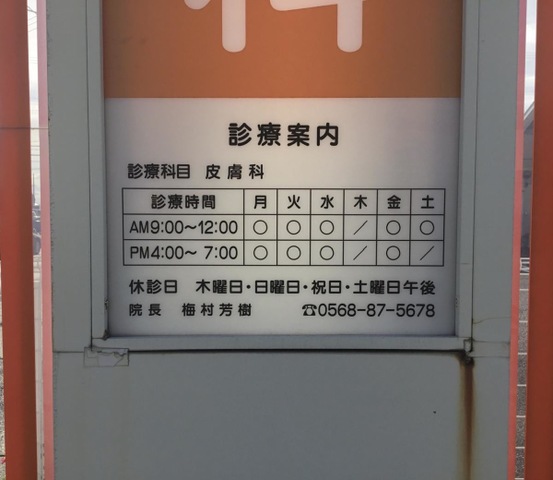 診療案内
診療科目 皮膚科
診療時間 月 火 水 木 金 土
AM9:00〜12:00 ○ ○ ○ ／ ○ ○
PM4:00〜 7:00 ○ ○ ○ ／ ○ ／
休診日 木曜日・日曜日・祝日・土曜日午後
院長 梅村芳樹 ☎0568-87-5678